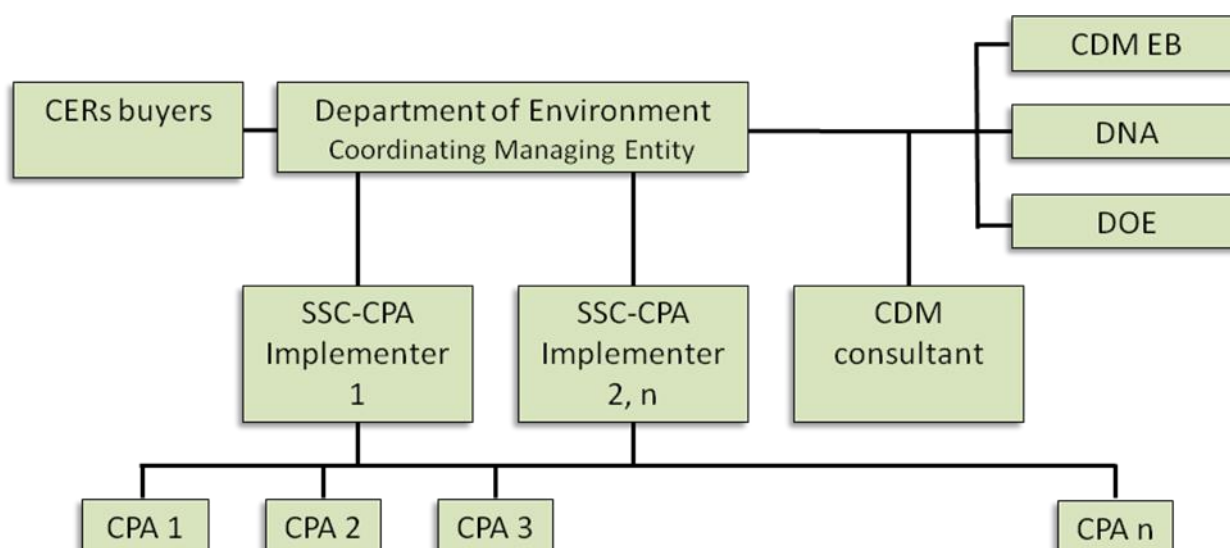 CDM EB
CERs buyers
Department of Environment
Coordinating Managing Entity
DNA
DOE
SSC-CPA
Implementer
1
SSC-CPA
Implementer
2, n
CDM
consultant
CPA 1
CPA 2
CPA 3
CPA n